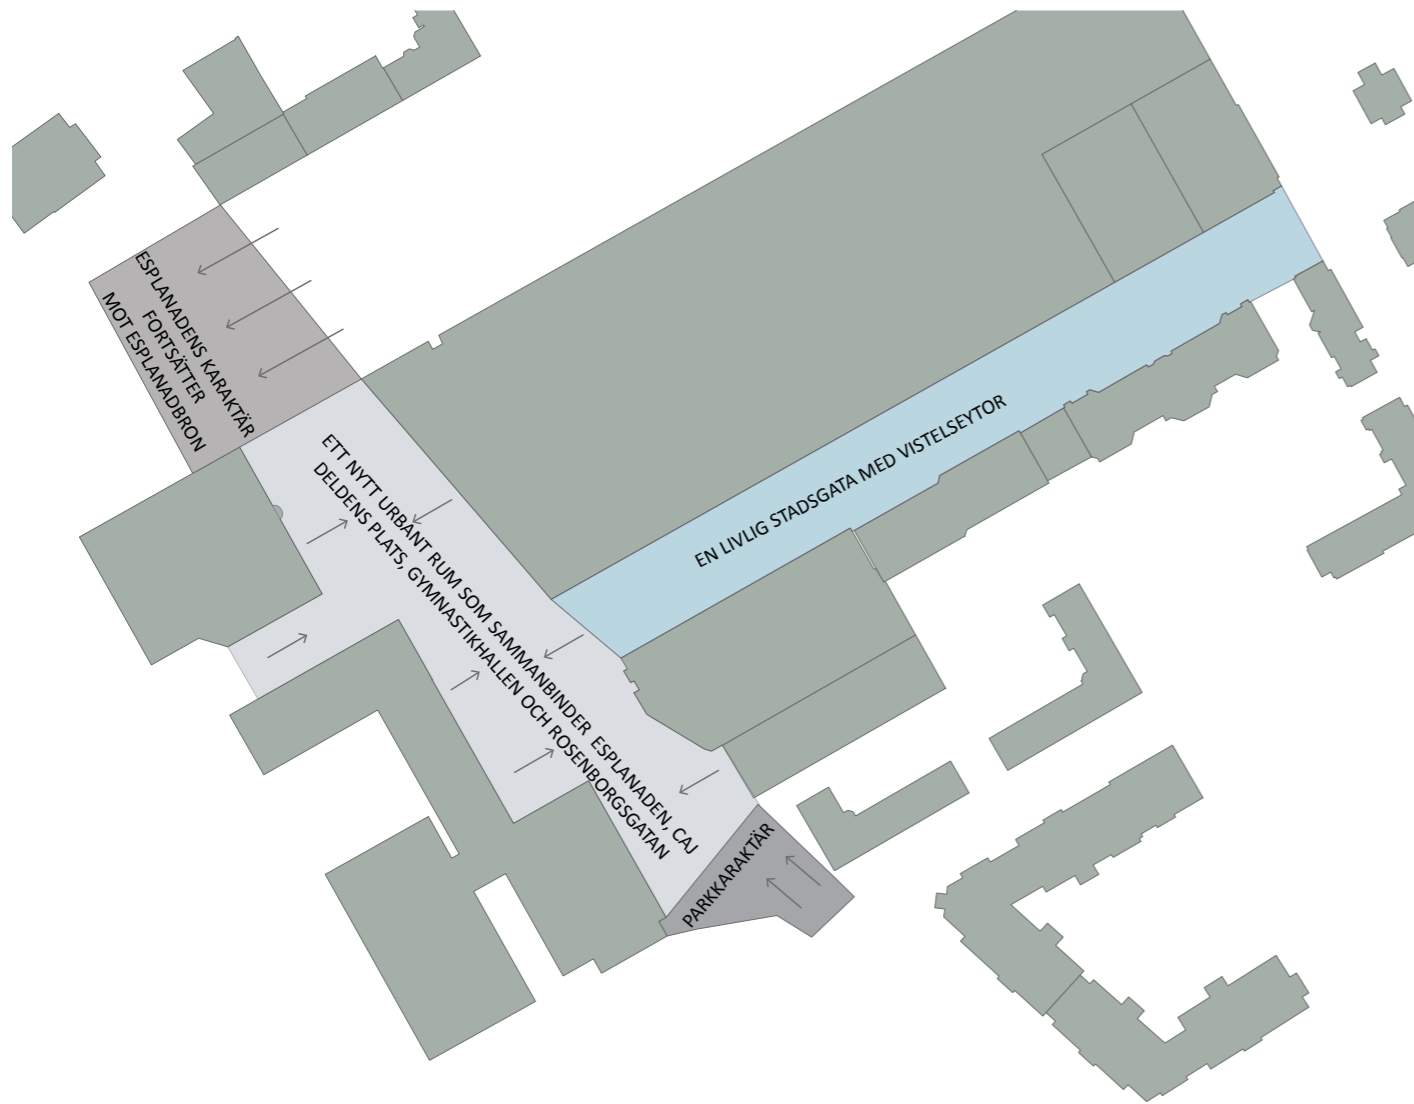 ESPLANADENS KARAKTÄR
FORTSÄTTER
MOT ESPLANADBRON
ETT NYTT URBANT RUM SOM SAMMANBINDER ESPLANADEN, CAJ
DELDENS PLATS, GYMNASTIKHALLEN OCH ROSENBORGSGATAN
EN LIVLIG STADSGATA MED VISTELSEYTOR
PARKKARAKTÄR